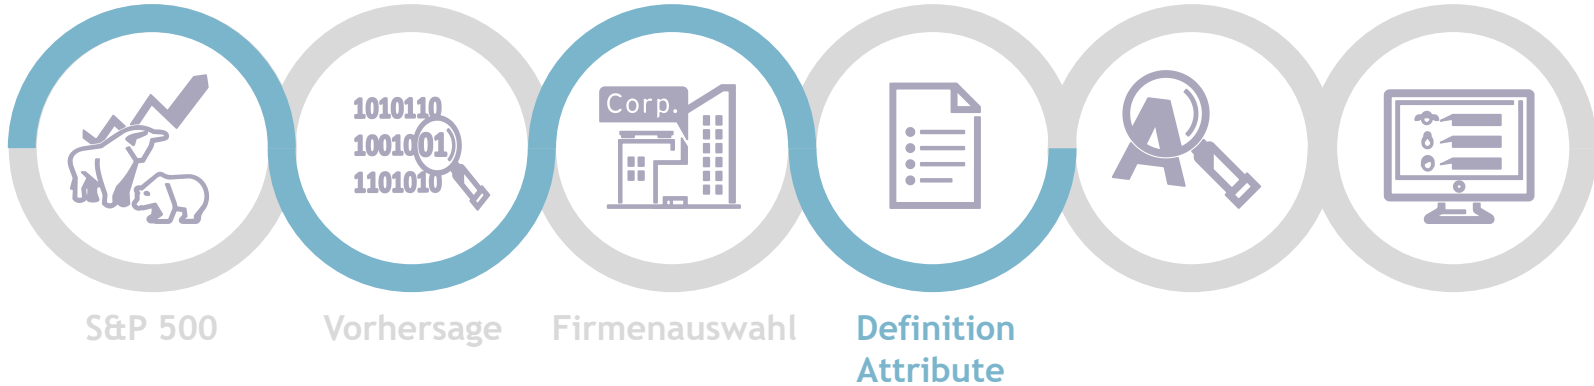 1010110
1001001
1101010
Corp.
A
S&P 500
Vorhersage
Firmenauswahl
Definition
Attribute